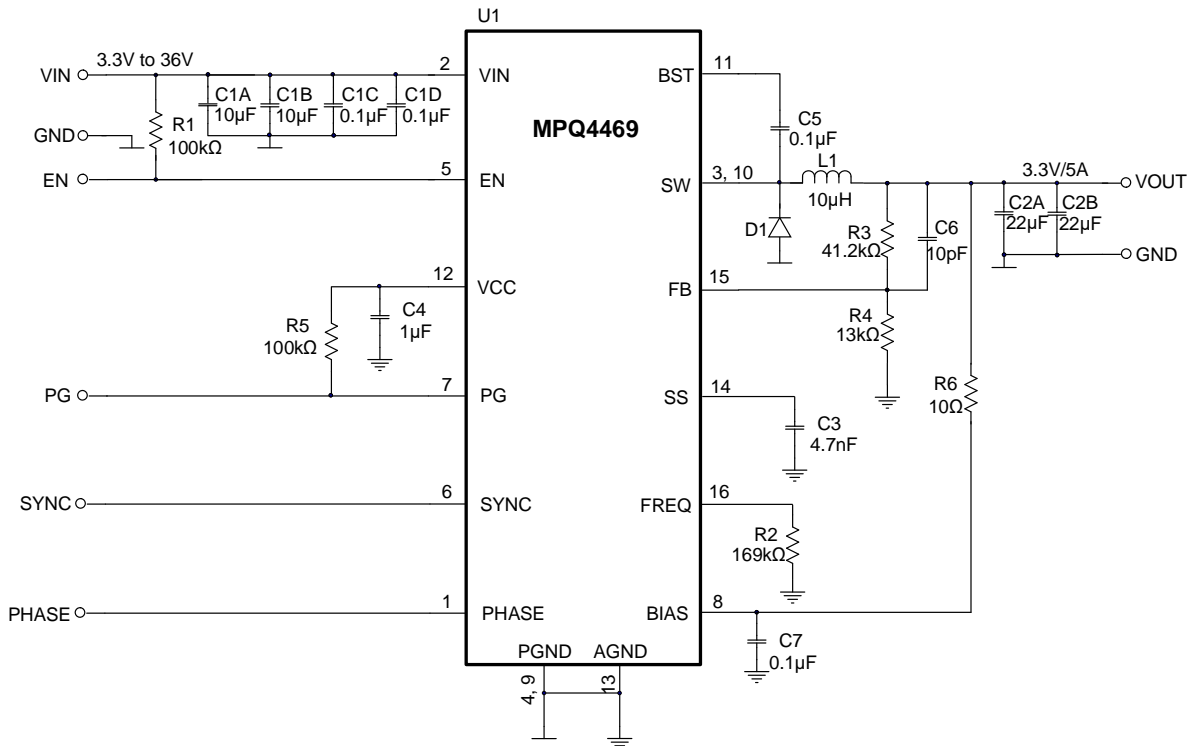 U1
VIN
3.3V to 36V
2
VIN
C1A
10µF
C1B
10µF
C1C
0.1µF
C1D
0.1µF
GND
R1
100kΩ
EN
5
EN
MPQ4469
BST
11
C5
0.1µF
SW
3, 10
L1
10µH
D1
R3
41.2kΩ
C6
10pF
3.3V/5A
VOUT
C2A
22µF
C2B
22µF
GND
FB
15
R4
13kΩ
12
VCC
C4
1µF
R5
100kΩ
PG
7
PG
SS
14
C3
4.7nF
R6
10Ω
SYNC
6
SYNC
FREQ
16
R2
169kΩ
PHASE
1
PHASE
BIAS
8
C7
0.1µF
PGND
AGND
4, 9
13